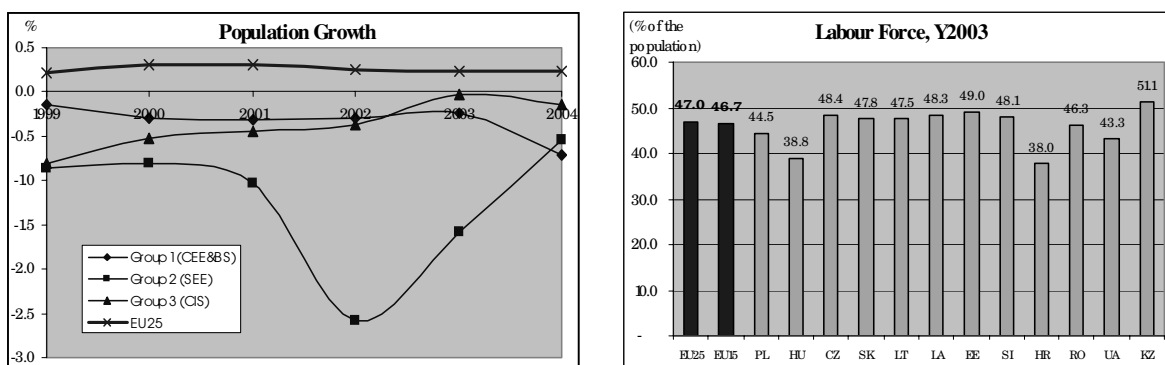 %
Population Growth
0.5
0.0
-0.5
-1.0
-1.5
-2.0
-2.5
-3.0
1999 2000 2001 2002 2003 2004
Group 1 (CEE&BS)
Group 2 (SEE)
Group 3 (CIS)
EU25
(% of the
population)
Labour Force, Y2003
60.0
50.0
40.0
30.0
20.0
10.0
-
47.0 46.7 44.5 38.8 48.4 47.8 47.5 48.3 49.0 48.1 38.0 46.3 43.3 51.1
EU25 EU15 PL HU CZ SK LT LA EE SI HR RO UA KZ